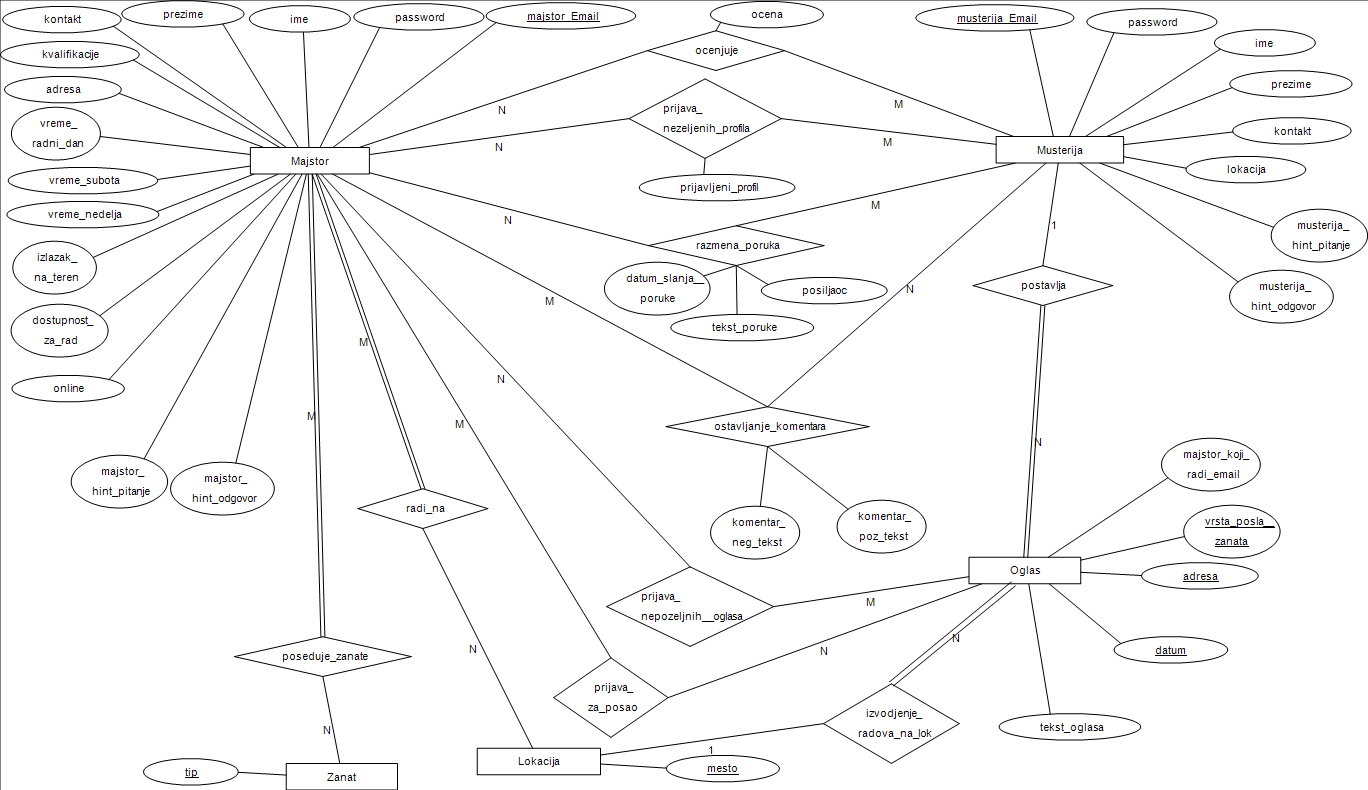 kontakt
prezime
ime
password
majstor_Email
ocena
musterija_Email
password
kvalifikacije
ocenjuje
ime
adresa
prezime
vreme_
radni_dan
N
M
prijava_
nezeljenih_profila
kontakt
Majstor
N
M
Musterija
vreme_subota
prijavljeni_profil
lokacija
vreme_nedelja
N
M
1
musterija_
hint_pitanje
izlazak_
na_teren
razmena_poruka
datum_slanja__
poruke
posiljaoc
tekst_poruke
postavlja
musterija_
hint_odgovor
M
N
dostupnost_
za_rad
M
online
N
M
M
ostavljanje_komentara
N
majstor_
hint_pitanje
majstor_
hint_odgovor
radi_na
komentar_
neg_tekst
komentar_
poz_tekst
majstor_koji_
radi_email
vrsta_posla__
zanata
Oglas
adresa
prijava_
nepozeljnih__oglasa
M
N
N
N
datum
poseduje_zanate
prijava_
za_posao
izvodjenje_
radova_na_lok
tekst_oglasa
N
1
tip
Zanat
Lokacija
mesto